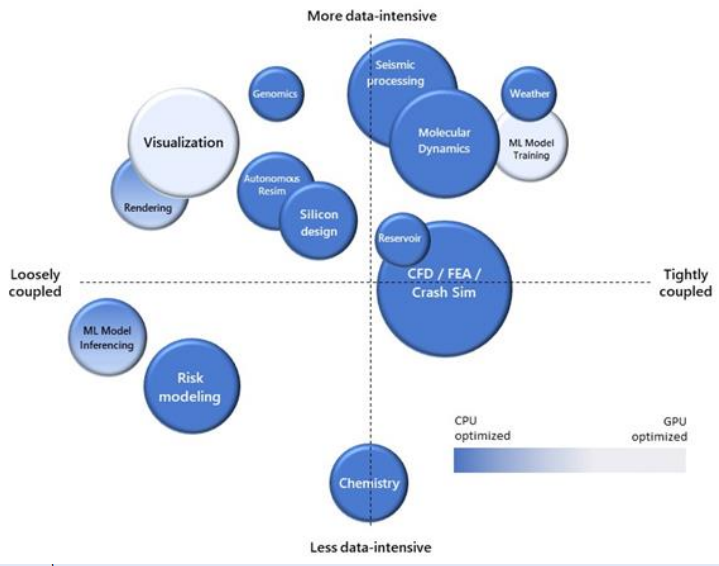 More data-intensive
Seismic
processing
Genomics
Weather
Visualization
Molecular
Dynamics
ML Model
Training
Autonomous
Resim
Rendering
Silicon
design
Reservoir
Loosely
coupled
CFD / FEA /
Crash Sim
Tightly
coupled
ML Model
Inferencing
Risk
modeling
CPU
optimized
GPU
optimized
Chemistry
Less data-intensive